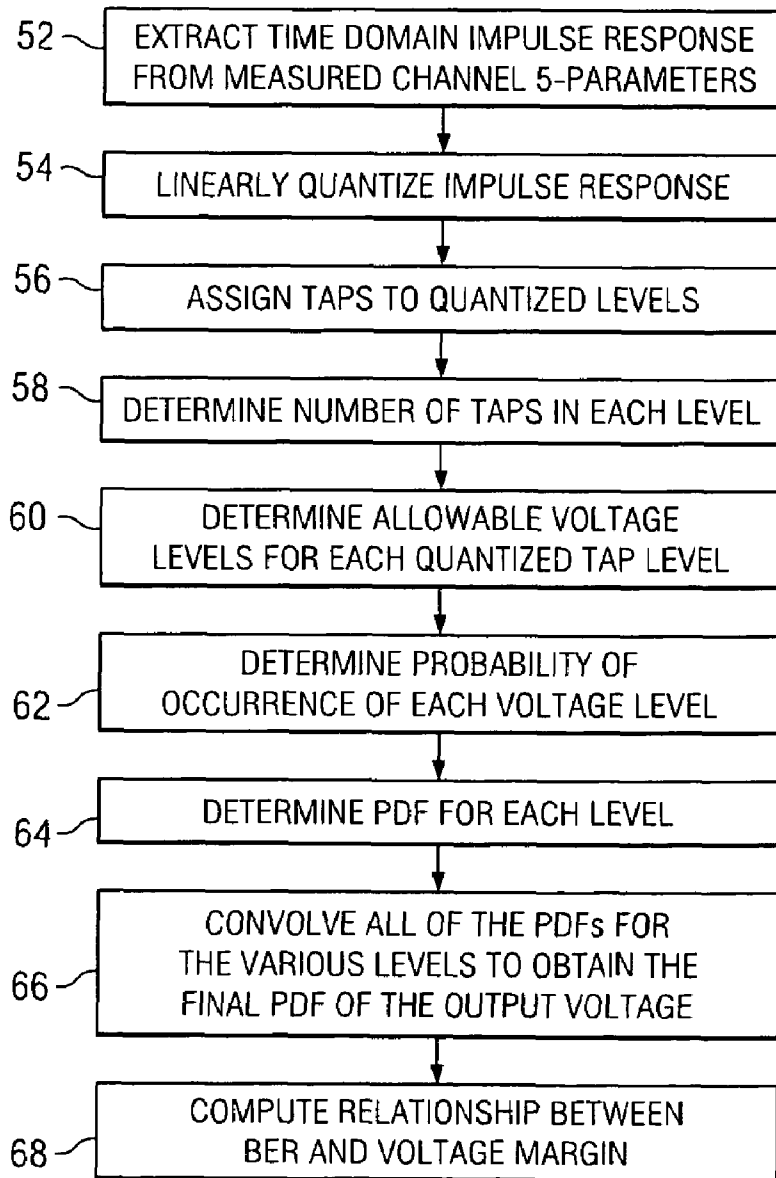 52
EXTRACT TIME DOMAIN IMPULSE RESPONSE
FROM MEASURED CHANNEL 5-PARAMETERS
54
LINEARLY QUANTIZE IMPULSE RESPONSE
56
ASSIGN TAPS TO QUANTIZED LEVELS
58
DETERMINE NUMBER OF TAPS IN EACH LEVEL
60
DETERMINE ALLOWABLE VOLTAGE
LEVELS FOR EACH QUANTIZED TAP LEVEL
62
DETERMINE PROBABILITY OF
OCCURRENCE OF EACH VOLTAGE LEVEL
64
DETERMINE PDF FOR EACH LEVEL
66
CONVOLVE ALL OF THE PDFs FOR
THE VARIOUS LEVELS TO OBTAIN THE
FINAL PDF OF THE OUTPUT VOLTAGE
68
COMPUTE RELATIONSHIP BETWEEN
BER AND VOLTAGE MARGIN